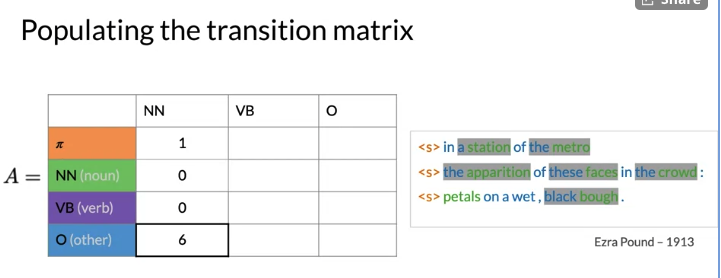 Share
Populating the transition matrix
NN VB O
π 1
A = NN (noun) 0
VB (verb) 0
O (other) 6
<s> in a station of the metro
<s> the apparition of these faces in the crowd :
<s> petals on a wet , black bough .
Ezra Pound – 1913